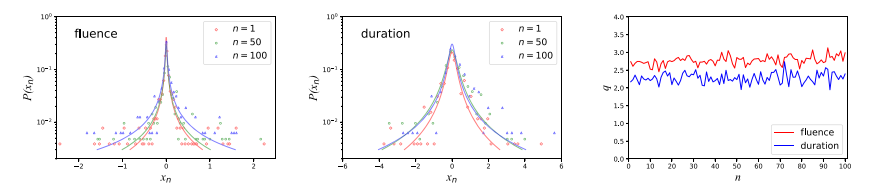 fluence
n = 1
n = 50
n = 100
P(x_n)
10^0
10^{-1}
10^{-2}
−2 −1 0 1 2
x_n
duration
n = 1
n = 50
n = 100
P(x_n)
10^0
10^{-1}
10^{-2}
−6 −4 −2 0 2 4 6
x_n
q
4.0
3.5
3.0
2.5
2.0
1.5
1.0
0.5
0.0
fluence
duration
0 10 20 30 40 50 60 70 80 90 100
n